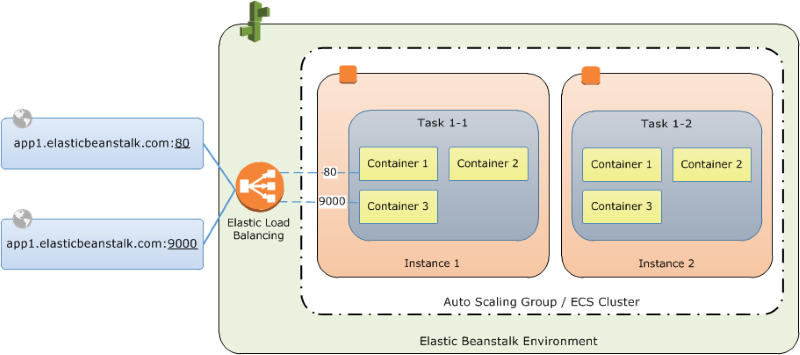 app1.elasticbeanstalk.com:80
app1.elasticbeanstalk.com:9000
Elastic Load
Balancing
80
9000
Task 1-1
Container 1
Container 2
Container 3
Instance 1
Task 1-2
Container 1
Container 2
Container 3
Instance 2
Auto Scaling Group / ECS Cluster
Elastic Beanstalk Environment